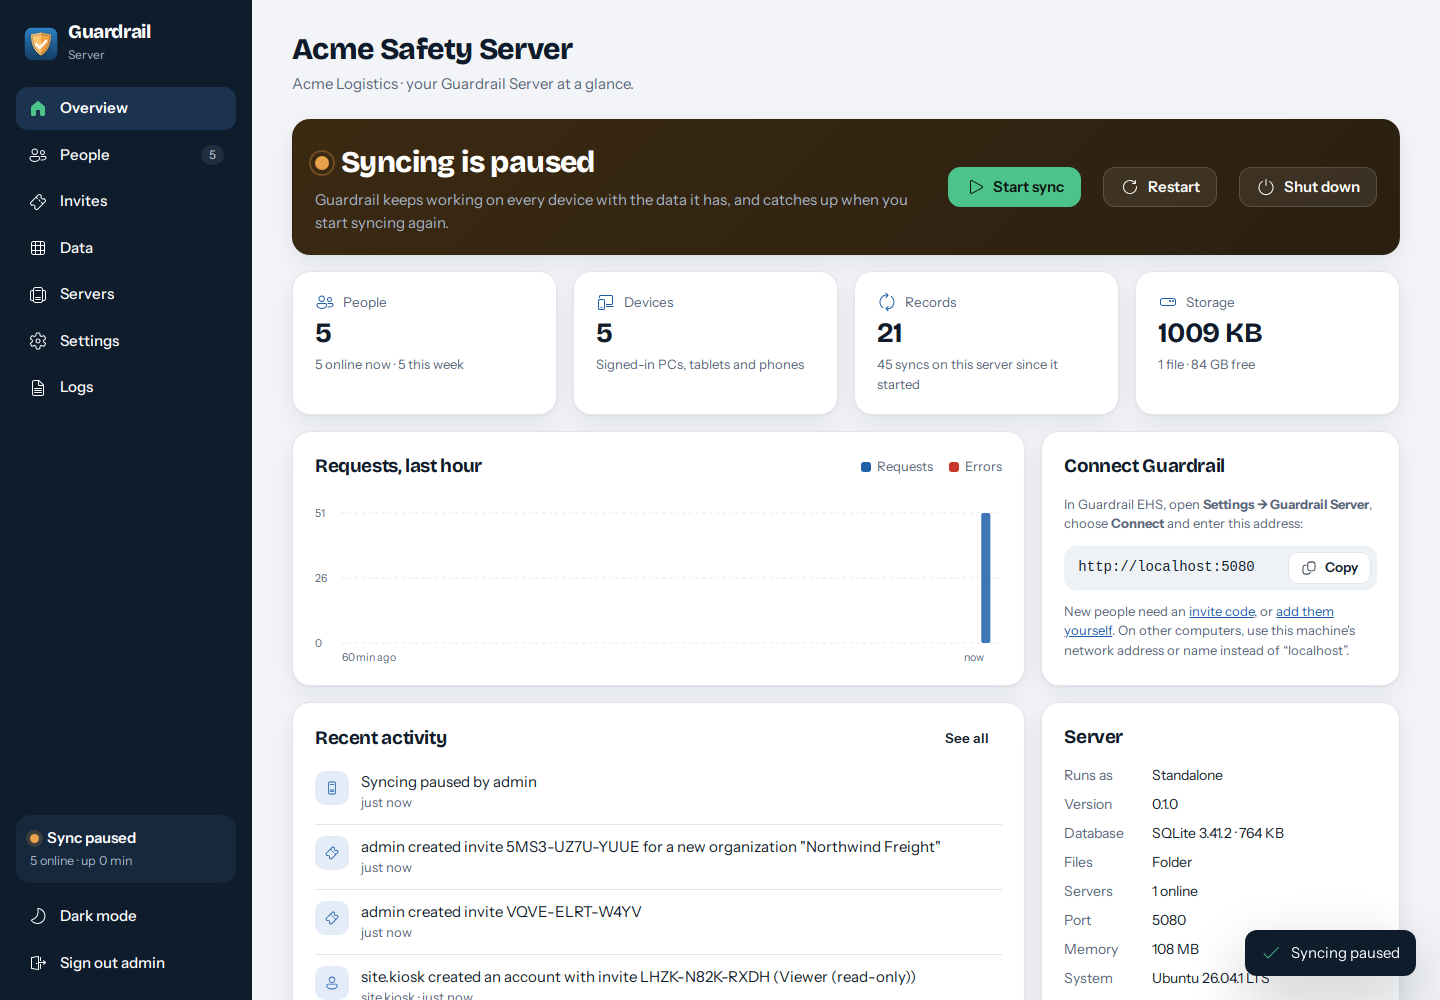 Guardrail
Server
Overview
People 5
Invites
Data
Servers
Settings
Logs
Sync paused
5 online · up 0 min
Dark mode
Sign out admin
Acme Safety Server
Acme Logistics · your Guardrail Server at a glance.
Syncing is paused
Guardrail keeps working on every device with the data it has, and catches up when you
start syncing again.
Start sync
Restart
Shut down
People
5
5 online now · 5 this week
Devices
5
Signed-in PCs, tablets and phones
Records
21
45 syncs on this server since it
started
Storage
1009 KB
1 file · 84 GB free
Requests, last hour
Requests
Errors
51
26
0
60 min ago
now
Connect Guardrail
In Guardrail EHS, open Settings → Guardrail Server,
choose Connect and enter this address:
http://localhost:5080
Copy
New people need an invite code, or add them
yourself. On other computers, use this machine's
network address or name instead of “localhost”.
Recent activity
See all
Syncing paused by admin
just now
admin created invite 5MS3-UZ7U-YUUE for a new organization "Northwind Freight"
just now
admin created invite VQVE-ELRT-W4YV
just now
site.kiosk created an account with invite LHZK-N82K-RXDH (Viewer (read-only))
site.kiosk · just now
Server
Runs as Standalone
Version 0.1.0
Database SQLite 3.41.2 · 764 KB
Files Folder
Servers 1 online
Port 5080
Memory 108 MB
System Ubuntu 26.04.1 LTS
Syncing paused